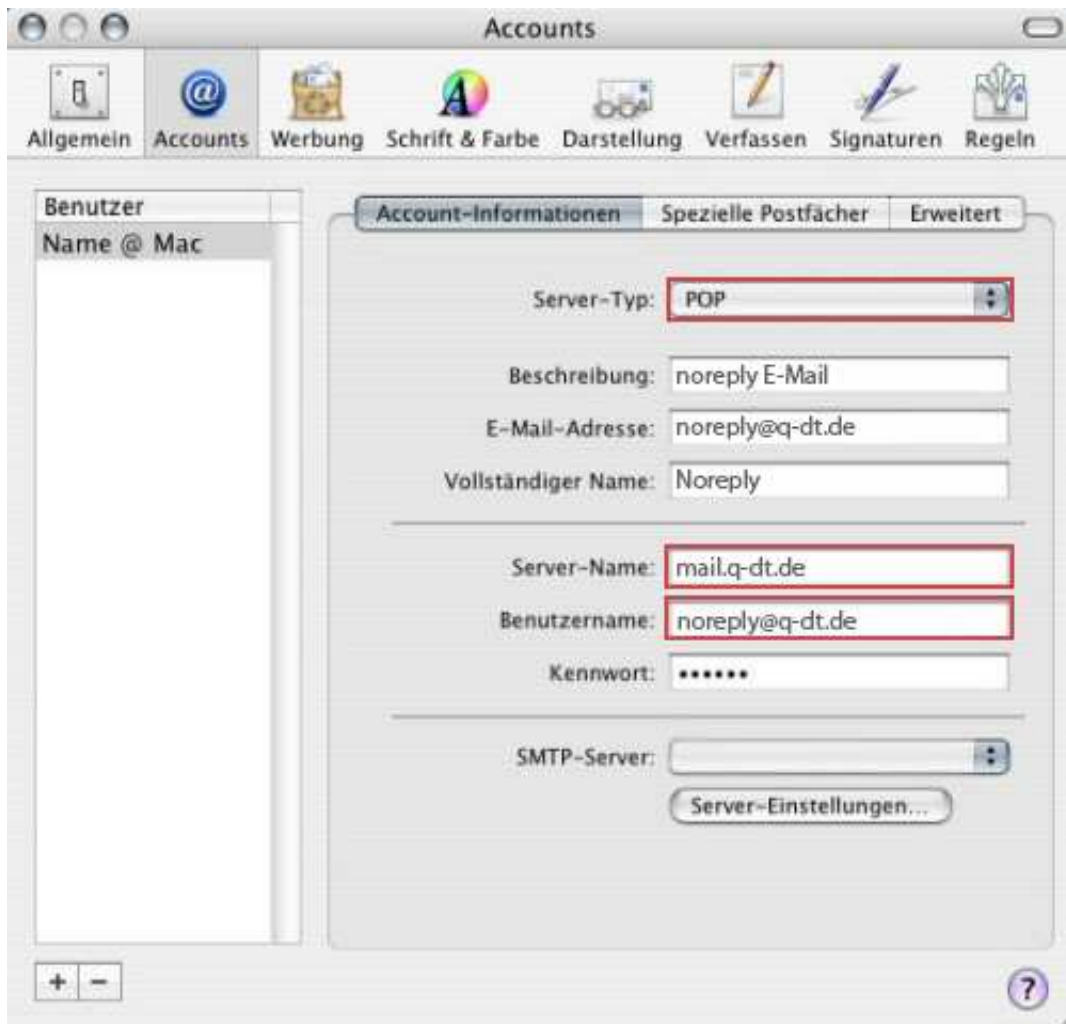 Accounts
Allgemein Accounts Werbung Schrift & Farbe Darstellung Verfassen Signaturen Regeln
Benutzer
Name @ Mac
Account-Informationen Spezielle Postfächer Erweitert
Server-Typ: POP
Beschreibung: noreply E-Mail
E-Mail-Adresse: noreply@q-dt.de
Vollständiger Name: Noreply
Server-Name: mail.q-dt.de
Benutzername: noreply@q-dt.de
Kennwort: ••••••
SMTP-Server:
Server-Einstellungen...
+ − ?